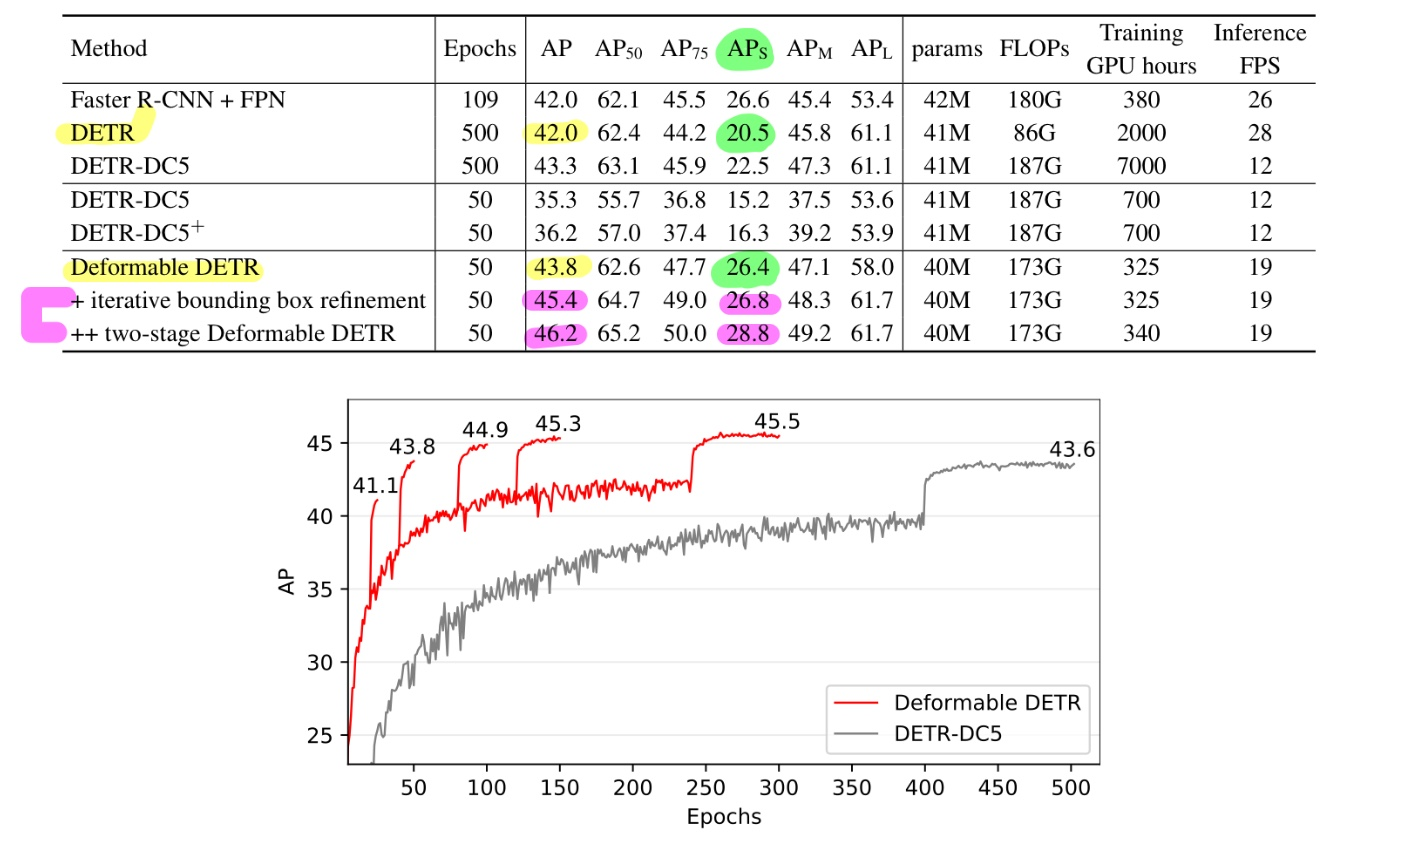 Method Epochs AP AP50 AP75 APS APM APL params FLOPs Training GPU hours Inference FPS
Faster R-CNN + FPN 109 42.0 62.1 45.5 26.6 45.4 53.4 42M 180G 380 26
DETR 500 42.0 62.4 44.2 20.5 45.8 61.1 41M 86G 2000 28
DETR-DC5 500 43.3 63.1 45.9 22.5 47.3 61.1 41M 187G 7000 12
DETR-DC5 50 35.3 55.7 36.8 15.2 37.5 53.6 41M 187G 700 12
DETR-DC5+ 50 36.2 57.0 37.4 16.3 39.2 53.9 41M 187G 700 12
Deformable DETR 50 43.8 62.6 47.7 26.4 47.1 58.0 40M 173G 325 19
+ iterative bounding box refinement 50 45.4 64.7 49.0 26.8 48.3 61.7 40M 173G 325 19
++ two-stage Deformable DETR 50 46.2 65.2 50.0 28.8 49.2 61.7 40M 173G 340 19
41.1
43.8
44.9
45.3
45.5
43.6
45
40
35
30
25
AP
Deformable DETR
DETR-DC5
50 100 150 200 250 300 350 400 450 500
Epochs